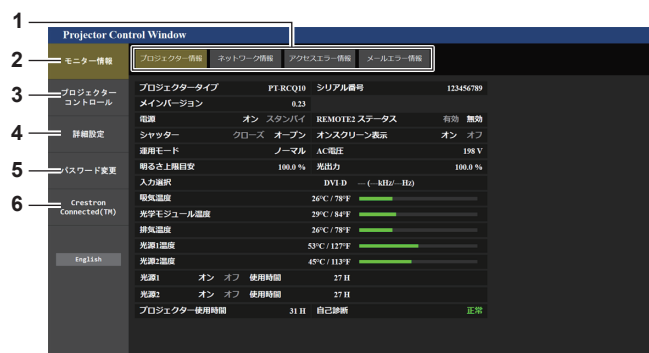 1
Projector Control Window
2
モニター情報
プロジェクター情報 ネットワーク情報 アクセスエラー情報 メールエラー情報
3
プロジェクター
コントロール
4
詳細設定
5
パスワード変更
6
Crestron
Connected(TM)
English
プロジェクタータイプ PT-RCQ10 シリアル番号 123456789
メインバージョン 0.23
電源 オン スタンバイ REMOTE2 ステータス 有効 無効
シャッター クローズ オープン オンスクリーン表示 オン オフ
運用モード ノーマル AC電圧 198 V
明るさ上限目安 100.0 % 光出力 100.0 %
入力選択 DVI-D --- (---kHz/---Hz)
吸気温度 26°C / 78°F
光学モジュール温度 29°C / 84°F
排気温度 26°C / 78°F
光源1温度 53°C / 127°F
光源2温度 45°C / 113°F
光源1 オン オフ 使用時間 27 H
光源2 オン オフ 使用時間 27 H
プロジェクター使用時間 31 H 自己診断 正常